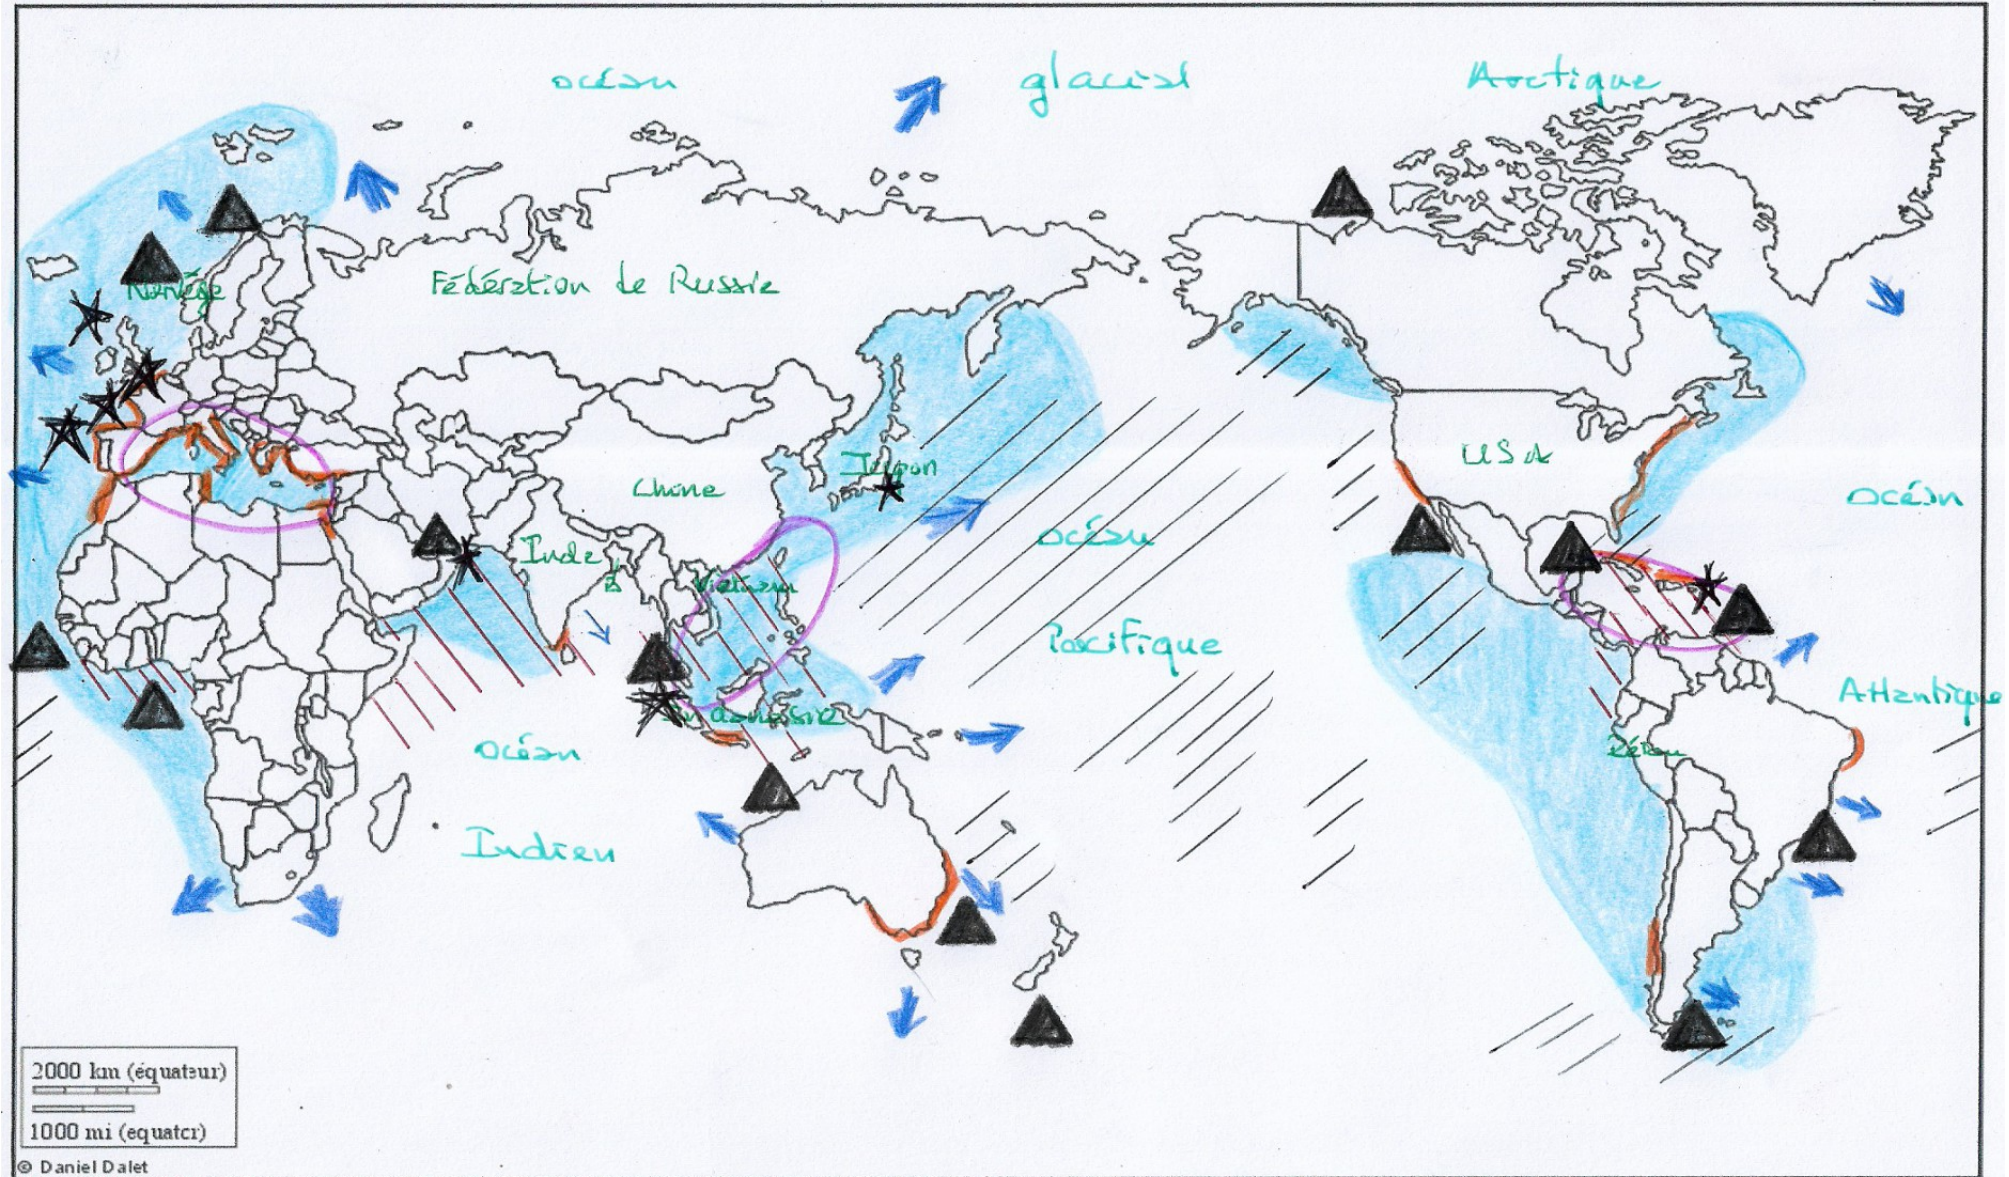 océan glacial Arctique
Norvège
Fédération de Russie
Japon
USA
Chine
océan
océan
Inde
B
Vietnam
Pacifique
Atlantique
Indonésie
océan
Pérou
Indien
2000 km (équateur)
1000 mi (equator)
© Daniel Dalet